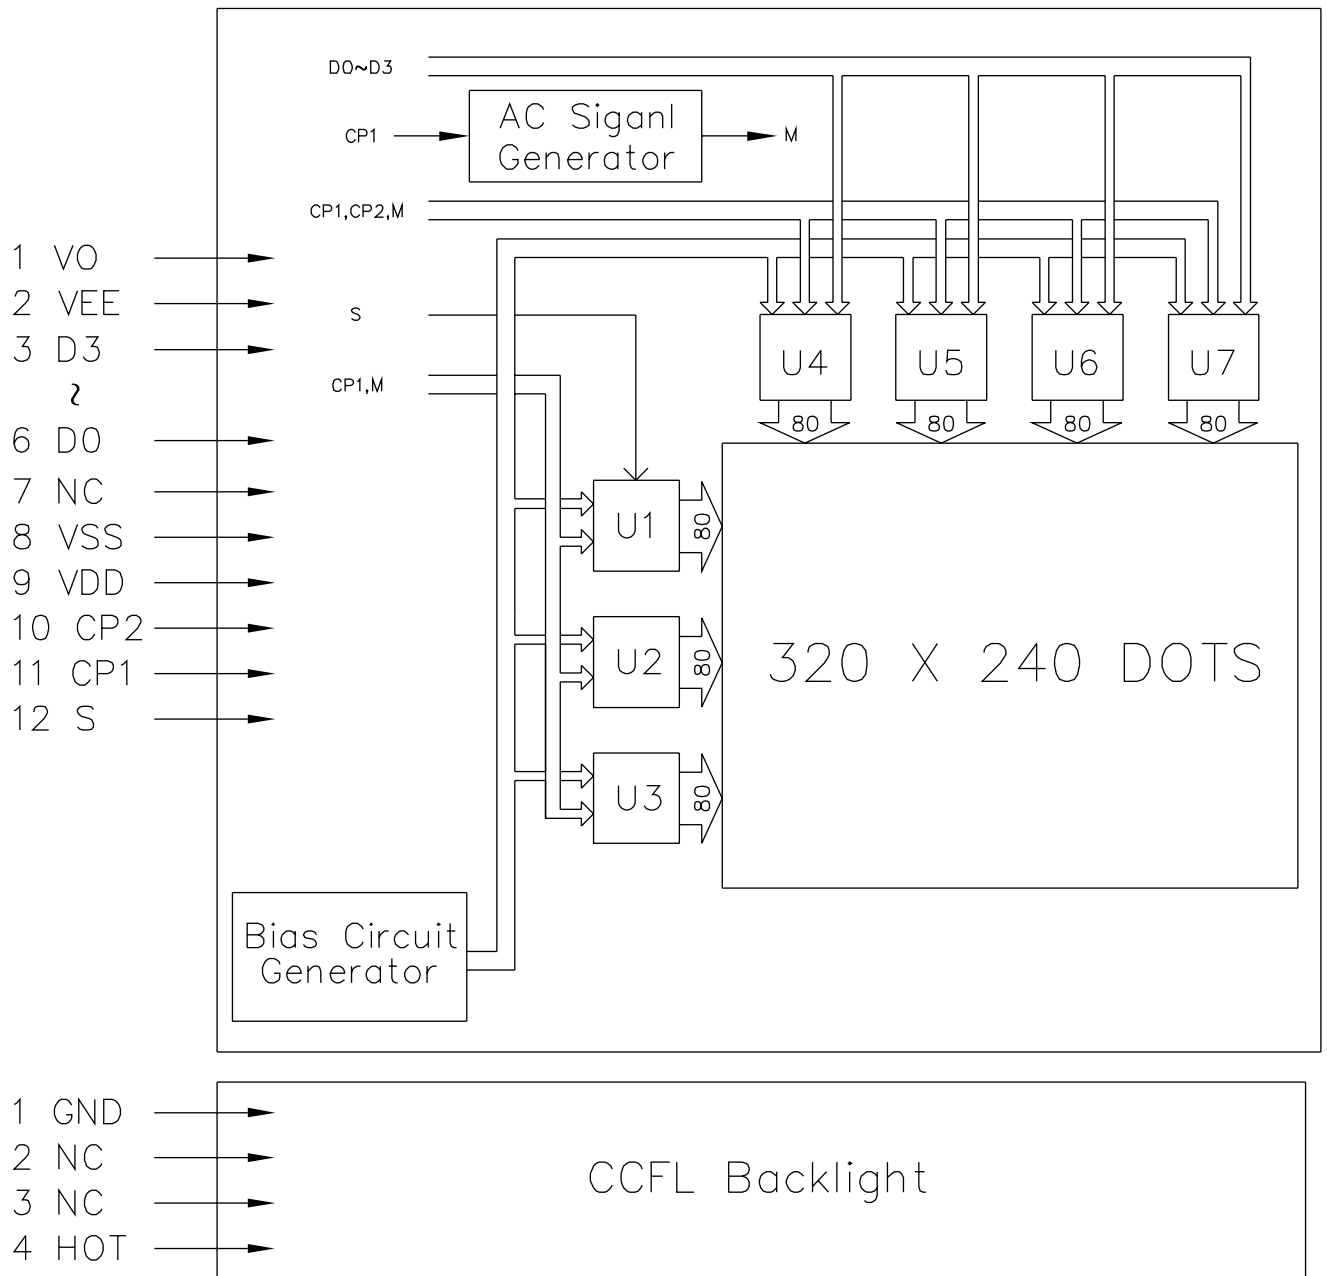 D0~D3
CP1
AC Siganl
Generator
M
CP1,CP2,M
1 VO
2 VEE
3 D3
~
6 D0
7 NC
8 VSS
9 VDD
10 CP2
11 CP1
12 S
S
CP1,M
U4
U5
U6
U7
80
80
80
80
U1
80
U2
80
U3
80
320 X 240 DOTS
Bias Circuit
Generator
1 GND
2 NC
3 NC
4 HOT
CCFL Backlight